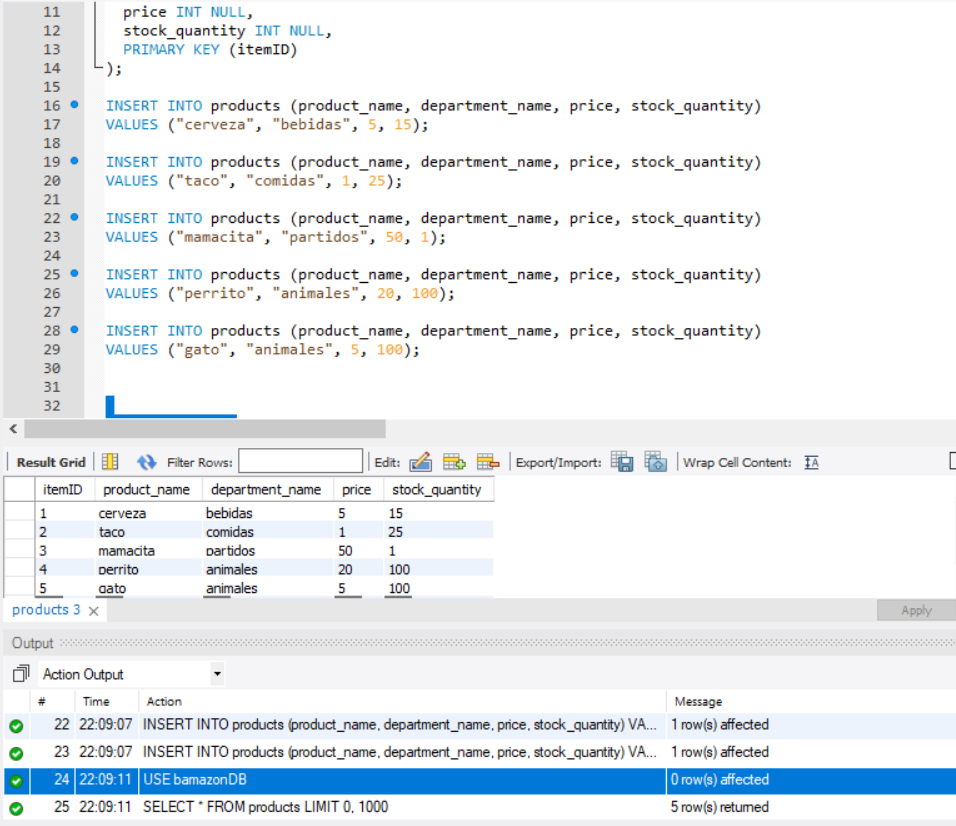 11 price INT NULL,
12 stock_quantity INT NULL,
13 PRIMARY KEY (itemID)
14 );
15
16 INSERT INTO products (product_name, department_name, price, stock_quantity)
17 VALUES ("cerveza", "bebidas", 5, 15);
18
19 INSERT INTO products (product_name, department_name, price, stock_quantity)
20 VALUES ("taco", "comidas", 1, 25);
21
22 INSERT INTO products (product_name, department_name, price, stock_quantity)
23 VALUES ("mamacita", "partidos", 50, 1);
24
25 INSERT INTO products (product_name, department_name, price, stock_quantity)
26 VALUES ("perrito", "animales", 20, 100);
27
28 INSERT INTO products (product_name, department_name, price, stock_quantity)
29 VALUES ("gato", "animales", 5, 100);
30
31
32
Result Grid Filter Rows: Edit: Export/Import: Wrap Cell Content:
itemID product_name department_name price stock_quantity
1 cerveza bebidas 5 15
2 taco comidas 1 25
3 mamacita partidos 50 1
4 perrito animales 20 100
5 gato animales 5 100
products 3 Apply
Output
Action Output
# Time Action Message
22 22:09:07 INSERT INTO products (product_name, department_name, price, stock_quantity) VA... 1 row(s) affected
23 22:09:07 INSERT INTO products (product_name, department_name, price, stock_quantity) VA... 1 row(s) affected
24 22:09:11 USE bamazonDB 0 row(s) affected
25 22:09:11 SELECT * FROM products LIMIT 0, 1000 5 row(s) returned